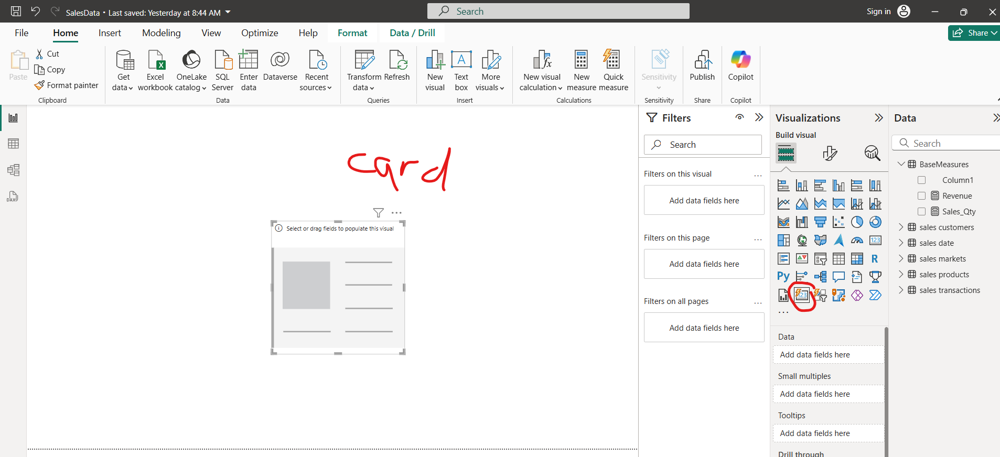 SalesData • Last saved: Yesterday at 8:44 AM
Search
Sign in
File
Home
Insert
Modeling
View
Optimize
Help
Format
Data / Drill
Share
Paste
Cut
Copy
Format painter
Clipboard
Get data
Excel workbook
OneLake catalog
SQL Server
Enter data
Dataverse
Recent sources
Data
Transform data
Refresh
Queries
New visual
Text box
More visuals
Insert
New visual calculation
New measure
Quick measure
Calculations
Sensitivity
Sensitivity
Publish
Share
Copilot
Copilot
DAX
card
Select or drag fields to populate this visual
Filters
Search
Filters on this visual
...
Add data fields here
Filters on this page
...
Add data fields here
Filters on all pages
...
Add data fields here
Visualizations
Build visual
123
R
Py
123
...
Data
Add data fields here
Small multiples
Add data fields here
Tooltips
Add data fields here
Drill through
Data
Search
BaseMeasures
Column1
Revenue
Sales_Qty
sales customers
sales date
sales markets
sales products
sales transactions